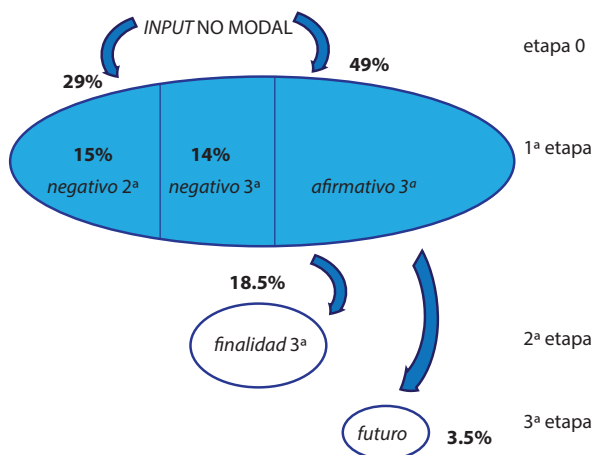 INPUT NO MODAL
etapa 0
29%
49%
15%
14%
1ª etapa
negativo 2ª
negativo 3ª
afirmativo 3ª
18.5%
finalidad 3ª
2ª etapa
futuro
3.5%
3ª etapa